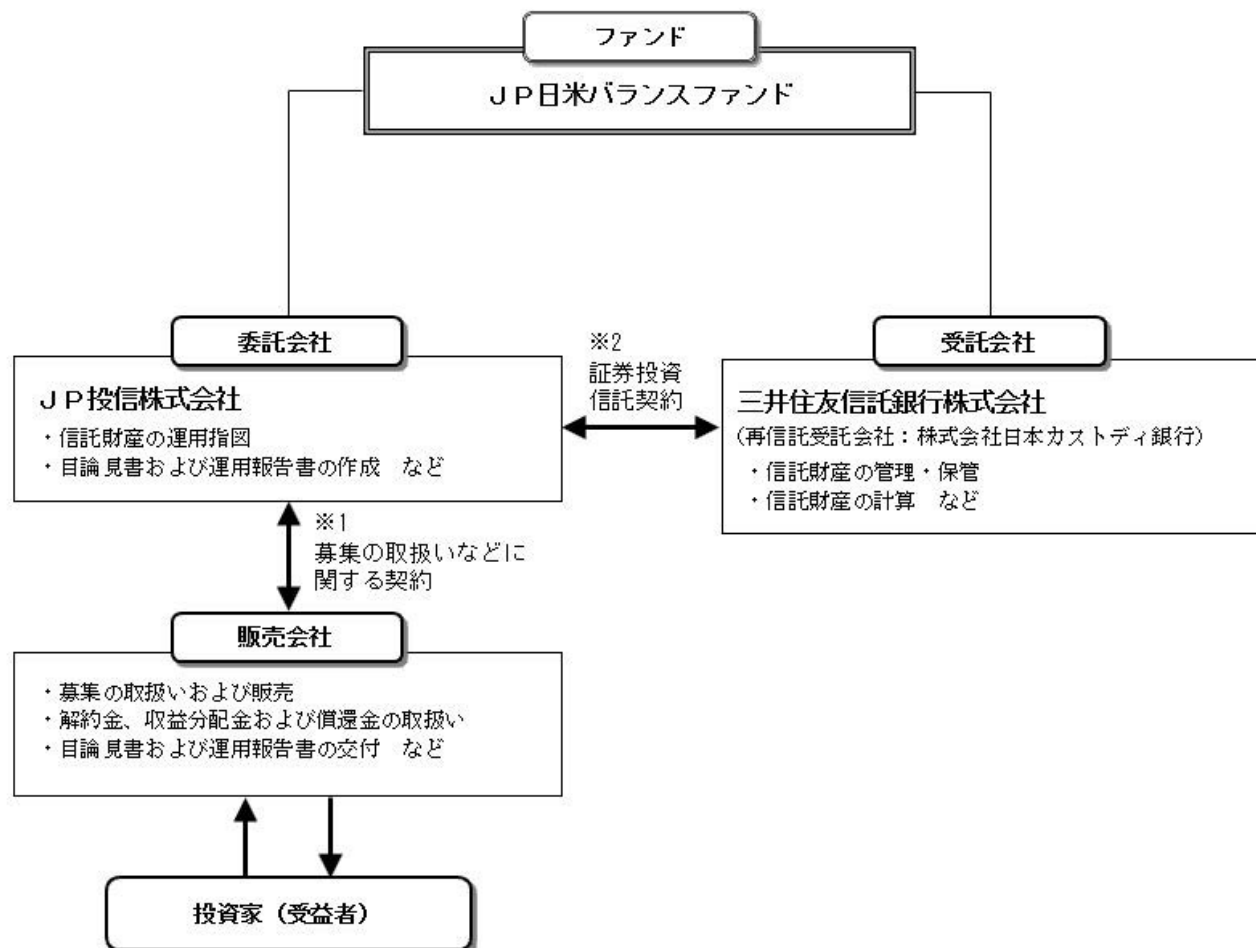 ファンド
JP日米バランスファンド
委託会社
JP投信株式会社
・信託財産の運用指図
・目論見書および運用報告書の作成 など
※2
証券投資
信託契約
受託会社
三井住友信託銀行株式会社
(再信託受託会社:株式会社日本カストディ銀行)
・信託財産の管理・保管
・信託財産の計算 など
※1
募集の取扱いなどに
関する契約
販売会社
・募集の取扱いおよび販売
・解約金、収益分配金および償還金の取扱い
・目論見書および運用報告書の交付 など
投資家(受益者)